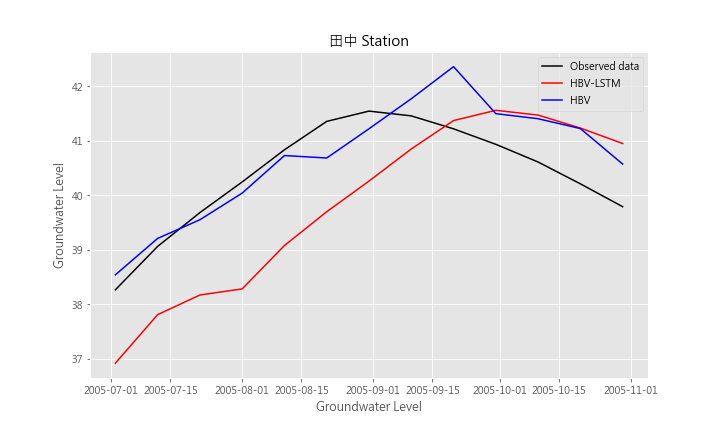 田中 Station
Observed data
HBV-LSTM
HBV
Groundwater Level
42
41
40
39
38
37
2005-07-01 2005-07-15 2005-08-01 2005-08-15 2005-09-01 2005-09-15 2005-10-01 2005-10-15 2005-11-01
Groundwater Level